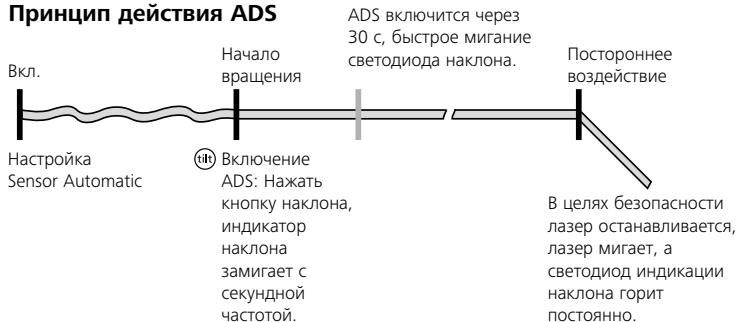 Принцип действия ADS
Вкл.
Настройка
Sensor Automatic
Начало
вращения
tilt Включение
ADS: Нажать
кнопку наклона,
индикатор
наклона
замигает с
секундной
частотой.
ADS включится через
30 с, быстрое мигание
светодиода наклона.
Постороннее
воздействие
В целях безопасности
лазер останавливается,
лазер мигает, а
светодиод индикации
наклона горит
постоянно.